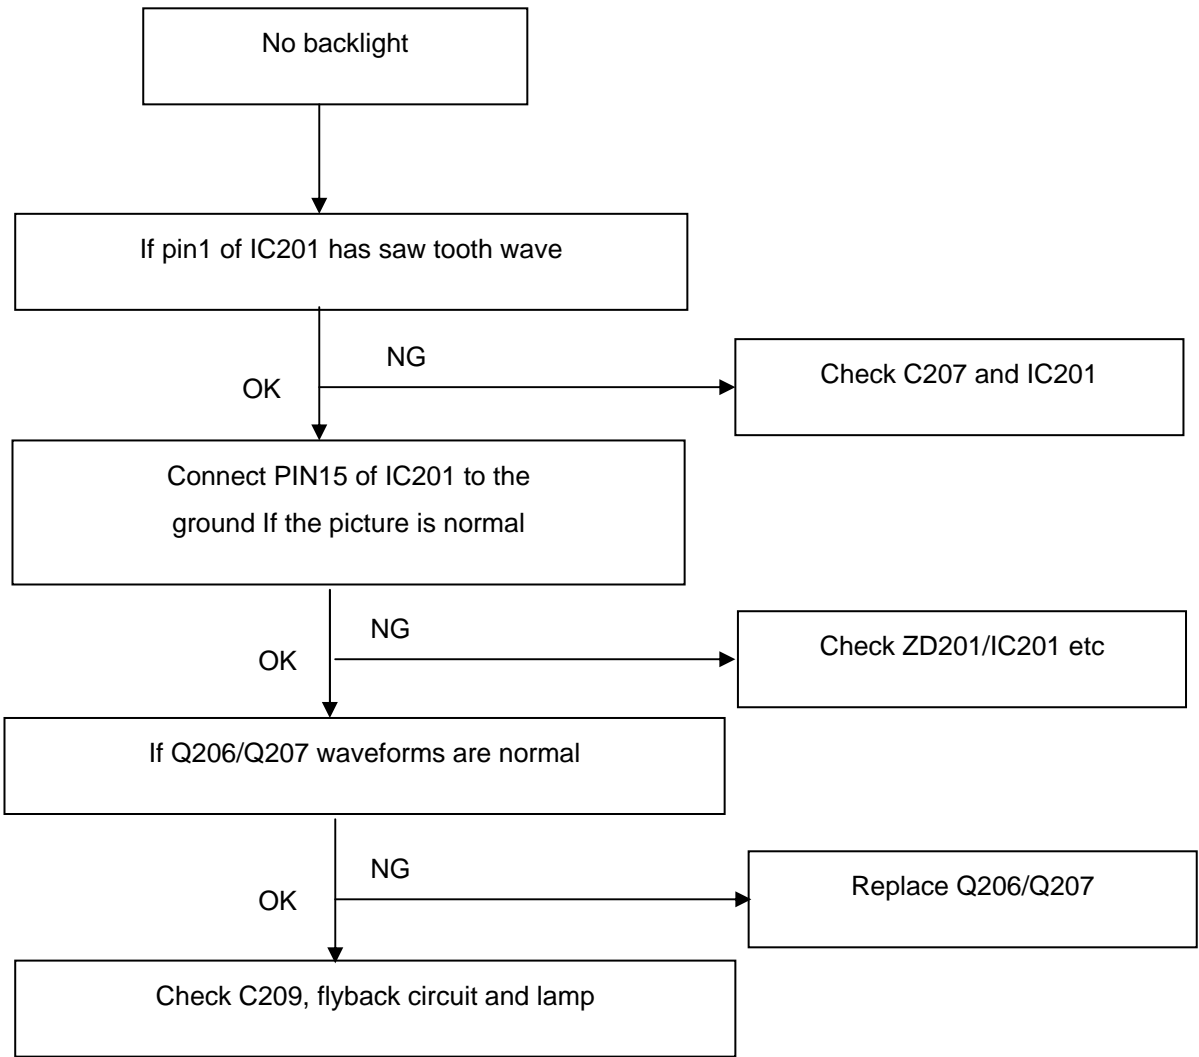 No backlight
If pin1 of IC201 has saw tooth wave
NG
OK
Check C207 and IC201
Connect PIN15 of IC201 to the
ground If the picture is normal
NG
OK
Check ZD201/IC201 etc
If Q206/Q207 waveforms are normal
NG
OK
Replace Q206/Q207
Check C209, flyback circuit and lamp